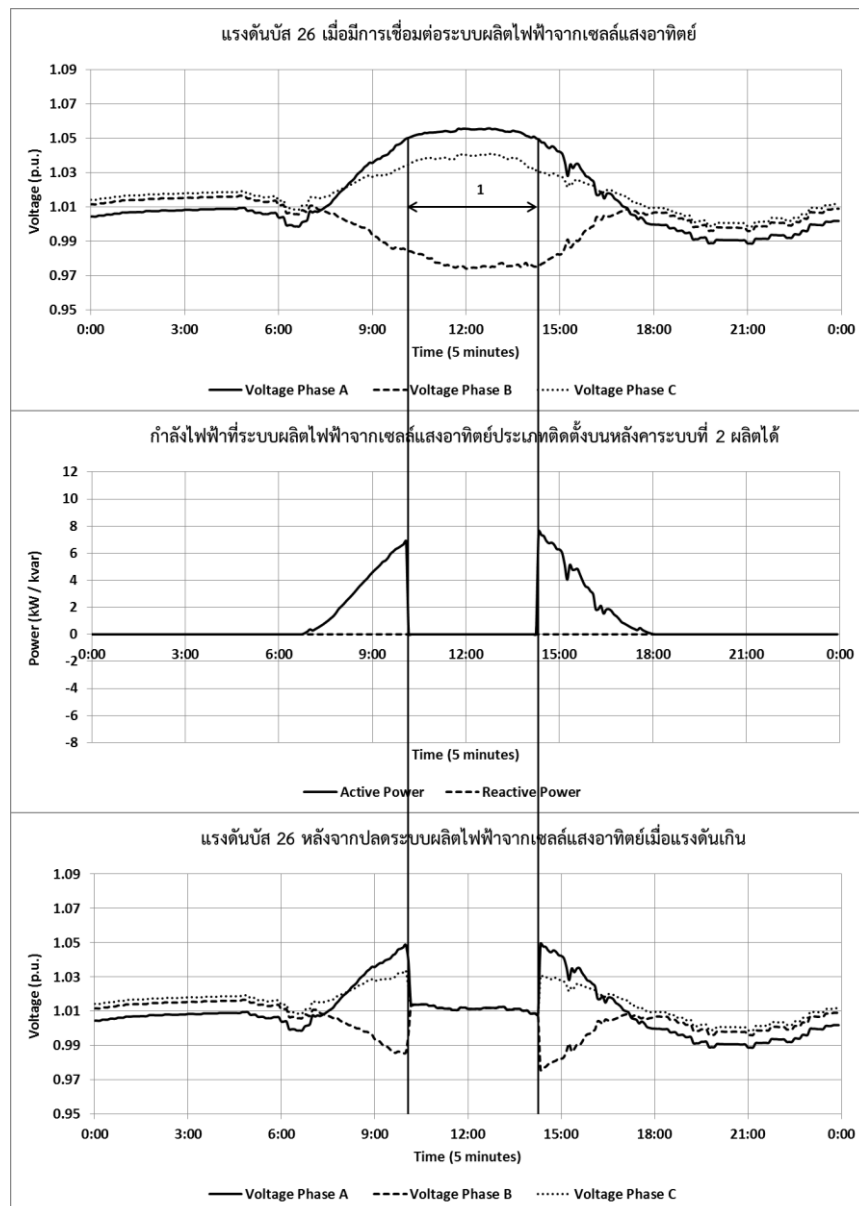 แรงดันบัส 26 เมื่อมีการเชื่อมต่อระบบผลิตไฟฟ้าจากเซลล์แสงอาทิตย์
1.09
1.07
1.05
1.03
1.01
0.99
0.97
0.95
Voltage (p.u.)
1
0:00 3:00 6:00 9:00 12:00 15:00 18:00 21:00 0:00
Time (5 minutes)
Voltage Phase A Voltage Phase B Voltage Phase C
กำลังไฟฟ้าที่ระบบผลิตไฟฟ้าจากเซลล์แสงอาทิตย์ประเภทติดตั้งบนหลังคาระบบที่ 2 ผลิตได้
12
10
8
6
4
2
0
-2
-4
-6
-8
Power (kW / kvar)
0:00 3:00 6:00 9:00 12:00 15:00 18:00 21:00 0:00
Time (5 minutes)
Active Power Reactive Power
แรงดันบัส 26 หลังจากปลดระบบผลิตไฟฟ้าจากเซลล์แสงอาทิตย์เมื่อแรงดันเกิน
1.09
1.07
1.05
1.03
1.01
0.99
0.97
0.95
Voltage (p.u.)
0:00 3:00 6:00 9:00 12:00 15:00 18:00 21:00 0:00
Time (5 minutes)
Voltage Phase A Voltage Phase B Voltage Phase C